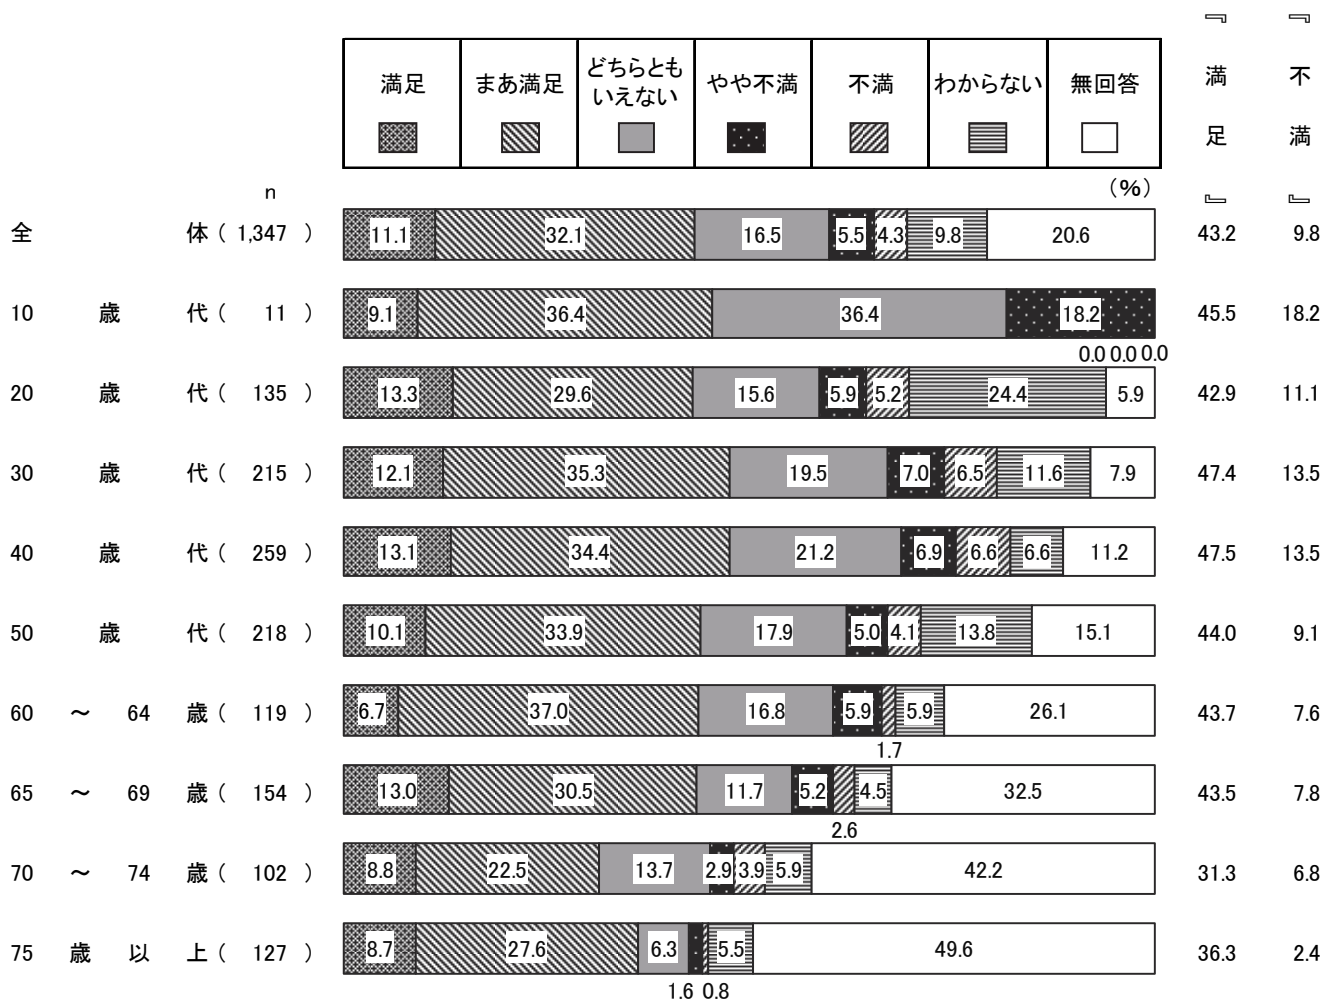 『 『
満足 まあ満足 どちらとも いえない やや不満 不満 わからない 無回答 満 不
足 満
(%)
n 』 』
全 体( 1,347 ) 11.1 32.1 16.5 5.5 4.3 9.8 20.6 43.2 9.8
10 歳 代( 11 ) 9.1 36.4 36.4 18.2 45.5 18.2
0.0 0.0 0.0
20 歳 代( 135 ) 13.3 29.6 15.6 5.9 5.2 24.4 5.9 42.9 11.1
30 歳 代( 215 ) 12.1 35.3 19.5 7.0 6.5 11.6 7.9 47.4 13.5
40 歳 代( 259 ) 13.1 34.4 21.2 6.9 6.6 6.6 11.2 47.5 13.5
50 歳 代( 218 ) 10.1 33.9 17.9 5.0 4.1 13.8 15.1 44.0 9.1
60 ~ 64 歳( 119 ) 6.7 37.0 16.8 5.9 5.9 26.1 43.7 7.6
1.7
65 ~ 69 歳( 154 ) 13.0 30.5 11.7 5.2 4.5 32.5 43.5 7.8
2.6
70 ~ 74 歳( 102 ) 8.8 22.5 13.7 2.9 3.9 5.9 42.2 31.3 6.8
75 歳 以 上( 127 ) 8.7 27.6 6.3 5.5 49.6 36.3 2.4
1.6 0.8